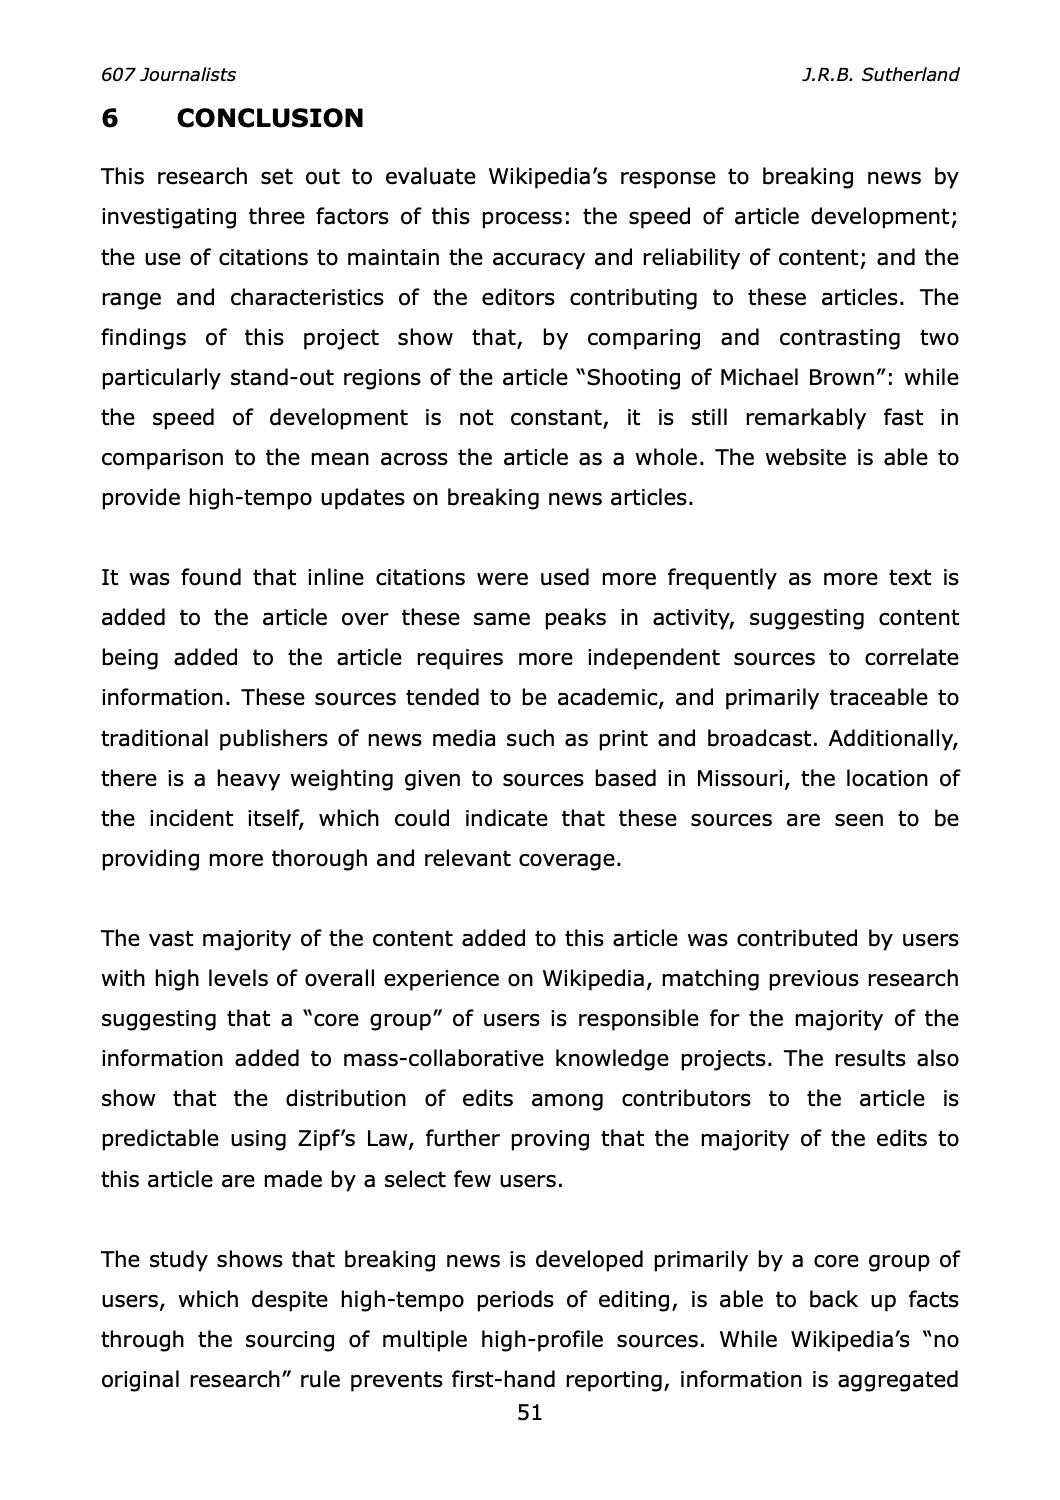 607 Journalists
J.R.B. Sutherland
6 CONCLUSION
This research set out to evaluate Wikipedia’s response to breaking news by
investigating three factors of this process: the speed of article development;
the use of citations to maintain the accuracy and reliability of content; and the
range and characteristics of the editors contributing to these articles. The
findings of this project show that, by comparing and contrasting two
particularly stand-out regions of the article “Shooting of Michael Brown”: while
the speed of development is not constant, it is still remarkably fast in
comparison to the mean across the article as a whole. The website is able to
provide high-tempo updates on breaking news articles.
It was found that inline citations were used more frequently as more text is
added to the article over these same peaks in activity, suggesting content
being added to the article requires more independent sources to correlate
information. These sources tended to be academic, and primarily traceable to
traditional publishers of news media such as print and broadcast. Additionally,
there is a heavy weighting given to sources based in Missouri, the location of
the incident itself, which could indicate that these sources are seen to be
providing more thorough and relevant coverage.
The vast majority of the content added to this article was contributed by users
with high levels of overall experience on Wikipedia, matching previous research
suggesting that a “core group” of users is responsible for the majority of the
information added to mass-collaborative knowledge projects. The results also
show that the distribution of edits among contributors to the article is
predictable using Zipf’s Law, further proving that the majority of the edits to
this article are made by a select few users.
The study shows that breaking news is developed primarily by a core group of
users, which despite high-tempo periods of editing, is able to back up facts
through the sourcing of multiple high-profile sources. While Wikipedia’s “no
original research” rule prevents first-hand reporting, information is aggregated
51